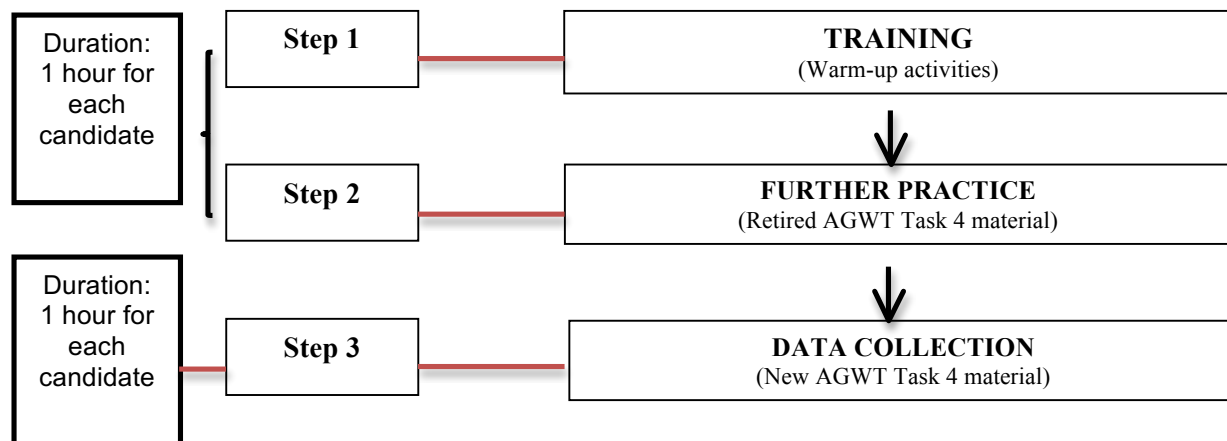 Duration:
1 hour for
each
candidate
Step 1
TRAINING
(Warm-up activities)
Step 2
FURTHER PRACTICE
(Retired AGWT Task 4 material)
Duration:
1 hour for
each
candidate
Step 3
DATA COLLECTION
(New AGWT Task 4 material)